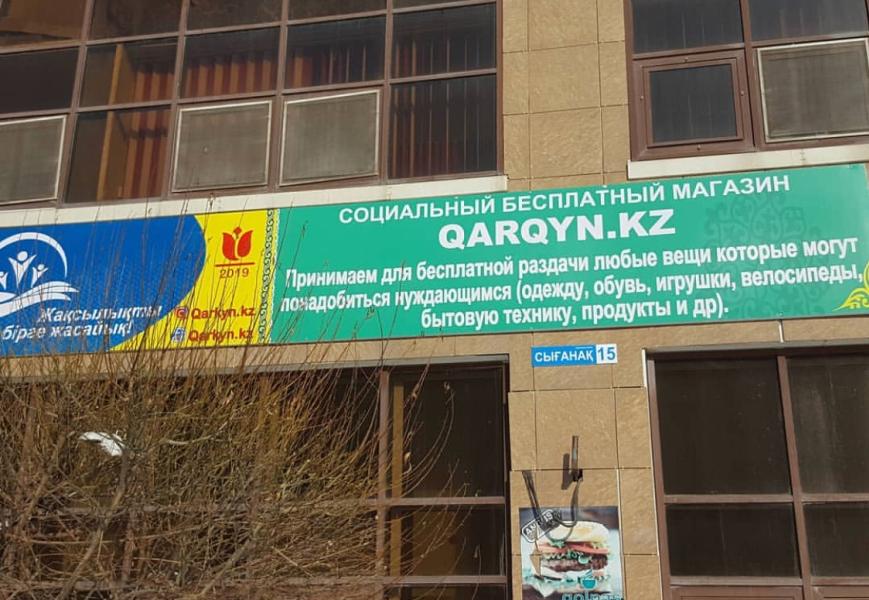 СОЦИАЛЬНЫЙ БЕСПЛАТНЫЙ МАГАЗИН
QARQYN.KZ
Принимаем для бесплатной раздачи любые вещи которые могут
понадобиться нуждающимся (одежду, обувь, игрушки, велосипеды,
бытовую технику, продукты и др).
2019
Жақсылықты
бірге жасайық!
Qarkyn.kz
Qarkyn.kz
СЫҒАНАҚ 15